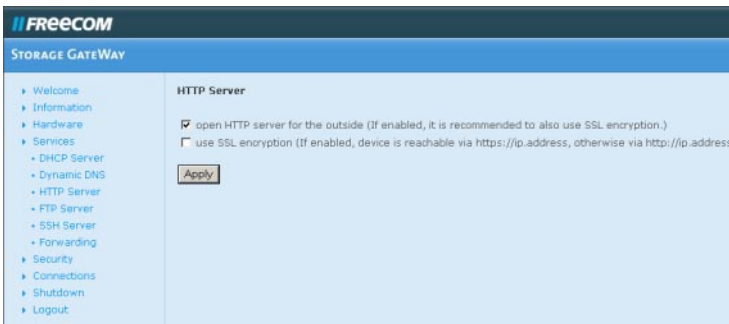 FREECOM
STORAGE GATEWAY
Welcome
Information
Hardware
Services
DHCP Server
Dynamic DNS
HTTP Server
FTP Server
SSH Server
Forwarding
Security
Connections
Shutdown
Logout
HTTP Server
open HTTP server for the outside (If enabled, it is recommended to also use SSL encryption.)
use SSL encryption (If enabled, device is reachable via https://ip.address, otherwise via http://ip.address
Apply